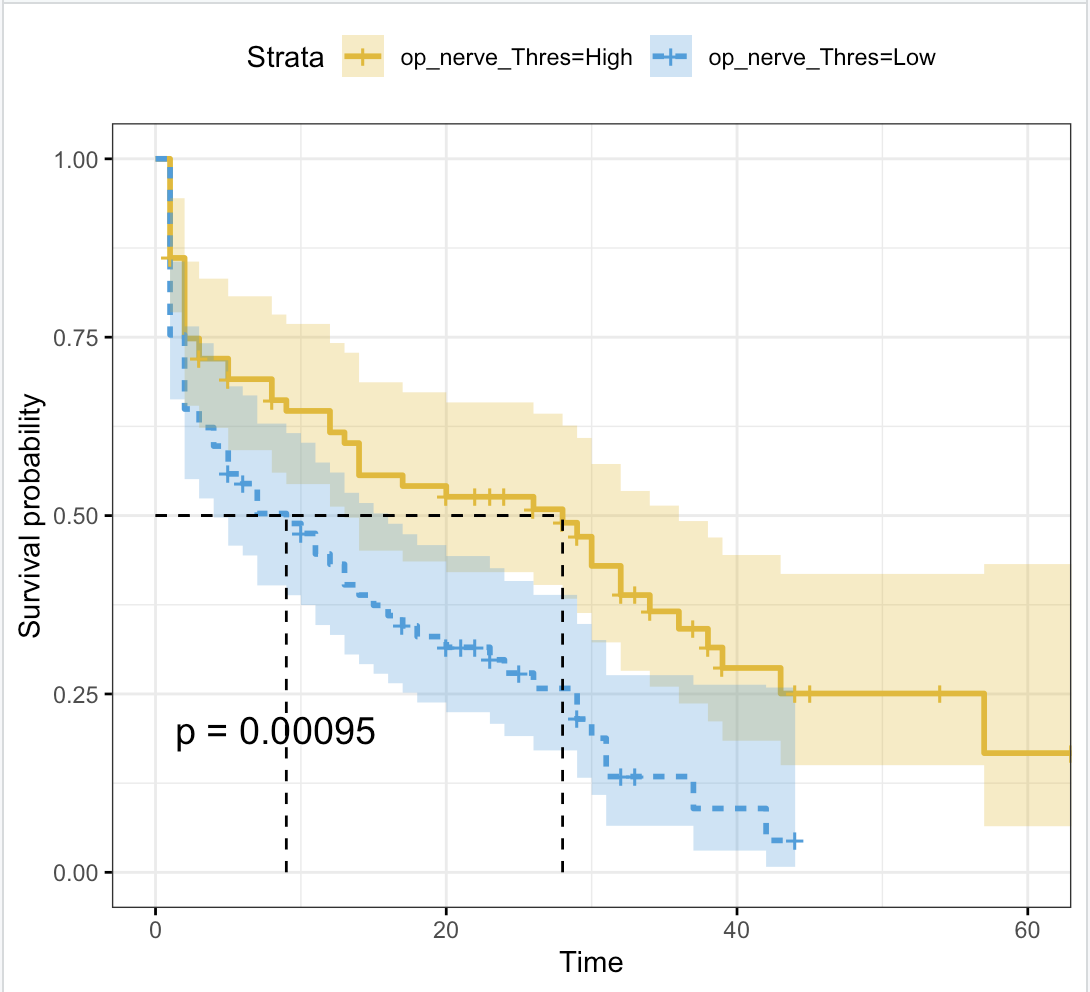 Strata op_nerve_Thres=High op_nerve_Thres=Low
1.00
0.75
0.50
0.25
0.00
Survival probability
p = 0.00095
0 20 40 60
Time